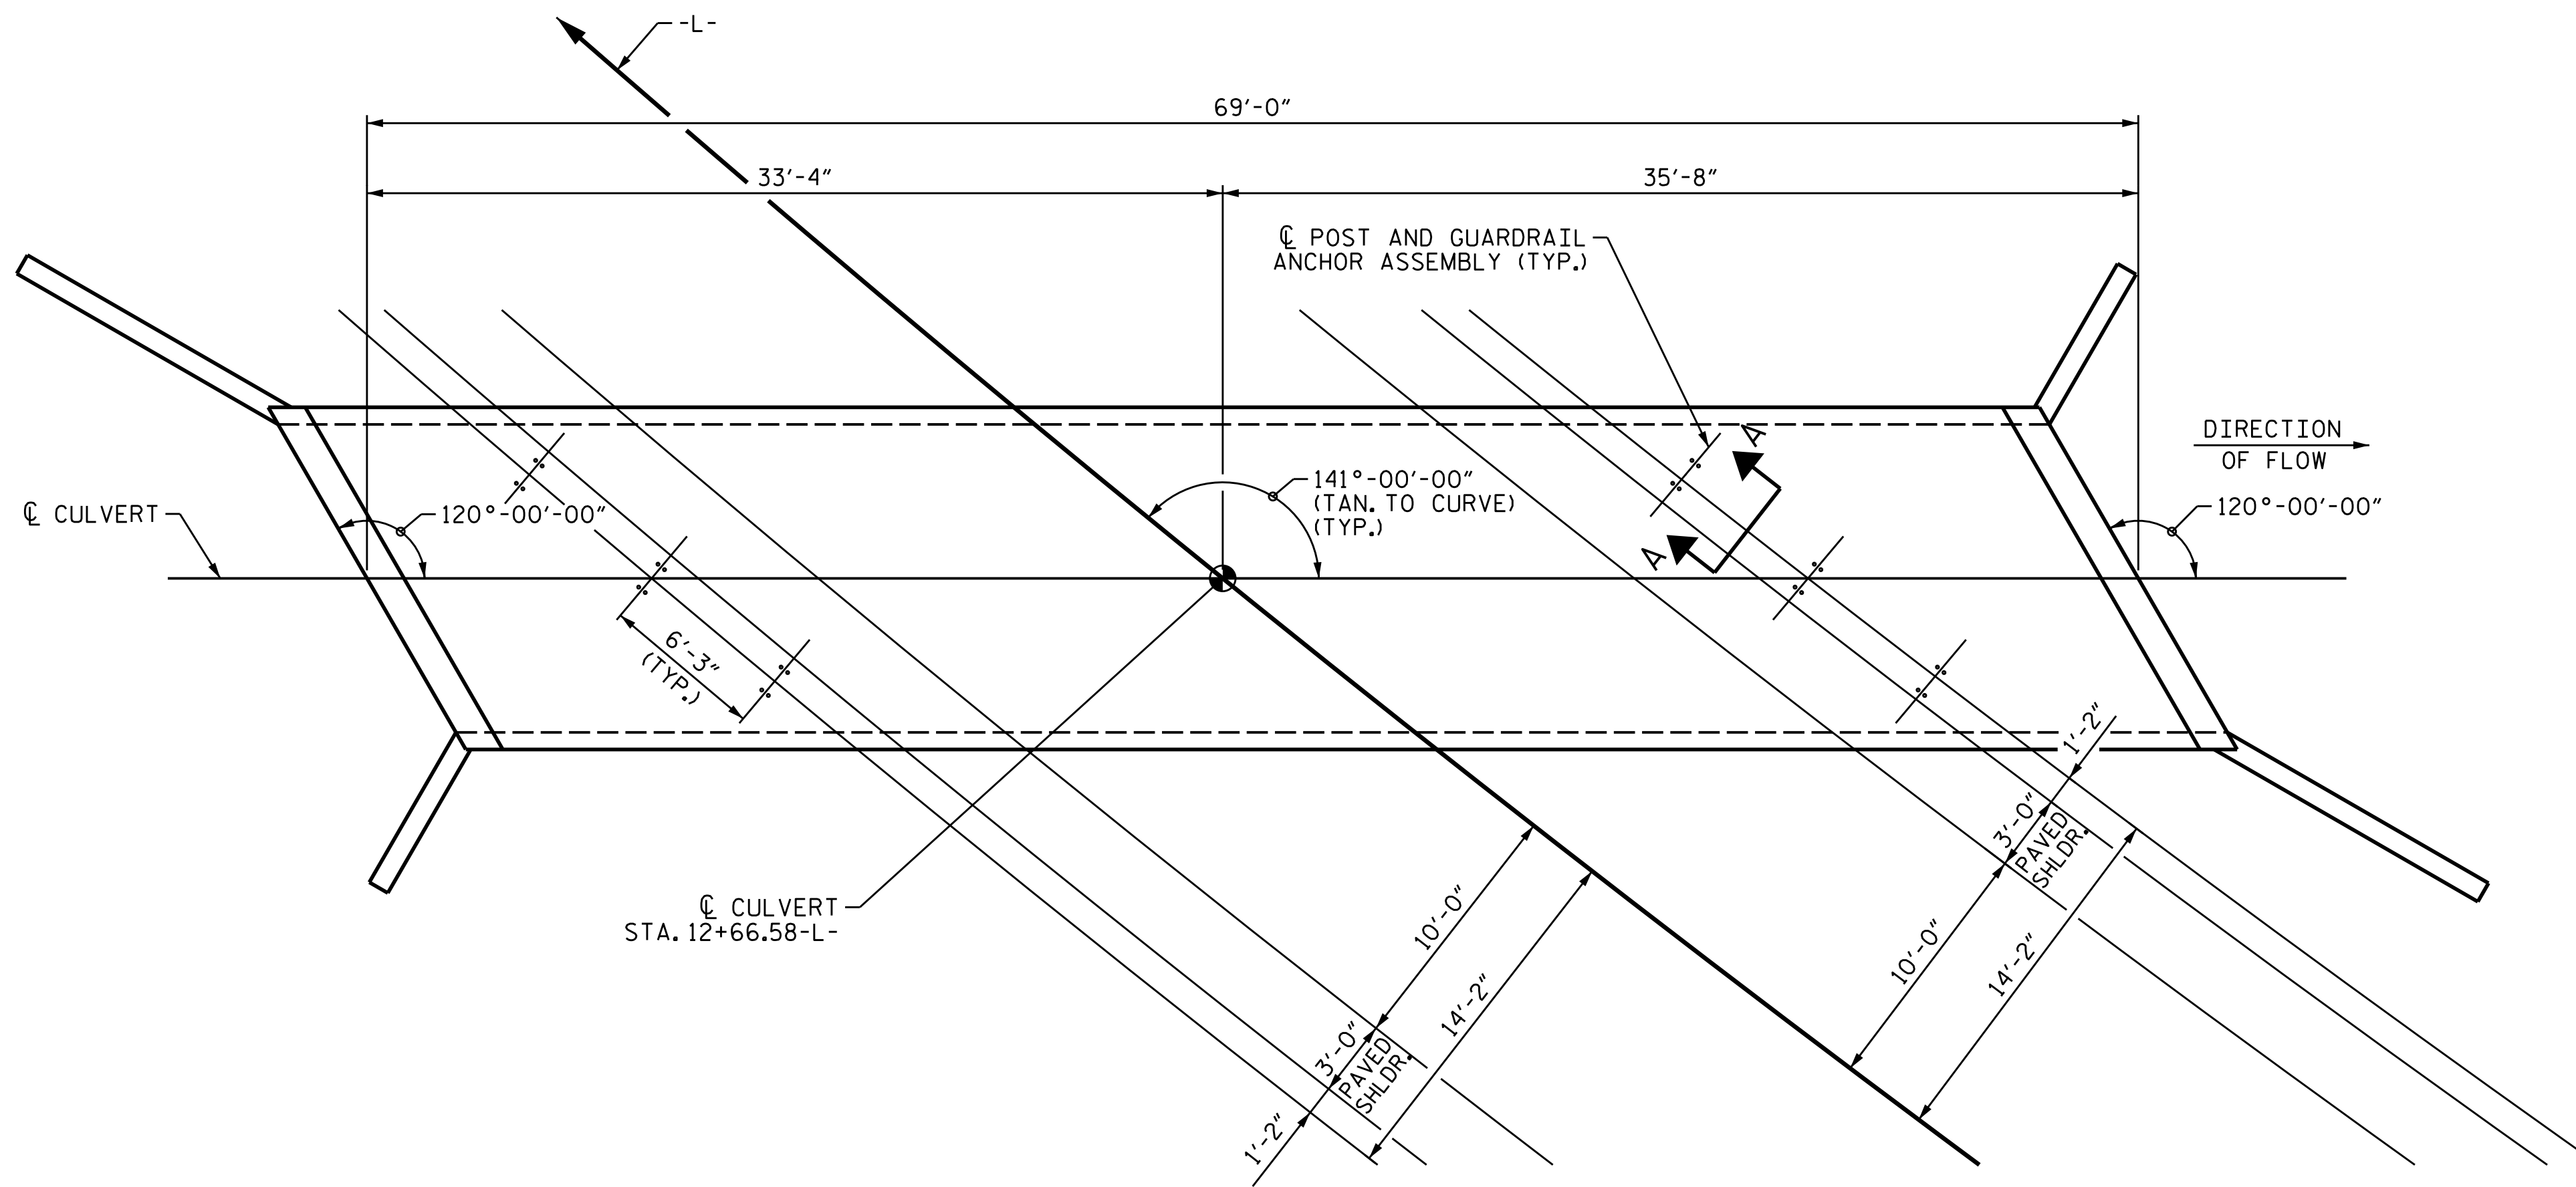 -L-
69'-0"
33'-4"
35'-8"
℄ POST AND GUARDRAIL
ANCHOR ASSEMBLY (TYP.)
A
A
DIRECTION
OF FLOW
℄ CULVERT
120°-00'-00"
141°-00'-00"
(TAN. TO CURVE)
(TYP.)
120°-00'-00"
6'-3"
(TYP.)
1'-2"
3'-0"
PAVED
SHLDR.
10'-0"
14'-2"
℄ CULVERT
STA. 12+66.58-L-
10'-0"
14'-2"
3'-0"
PAVED
SHLDR.
1'-2"